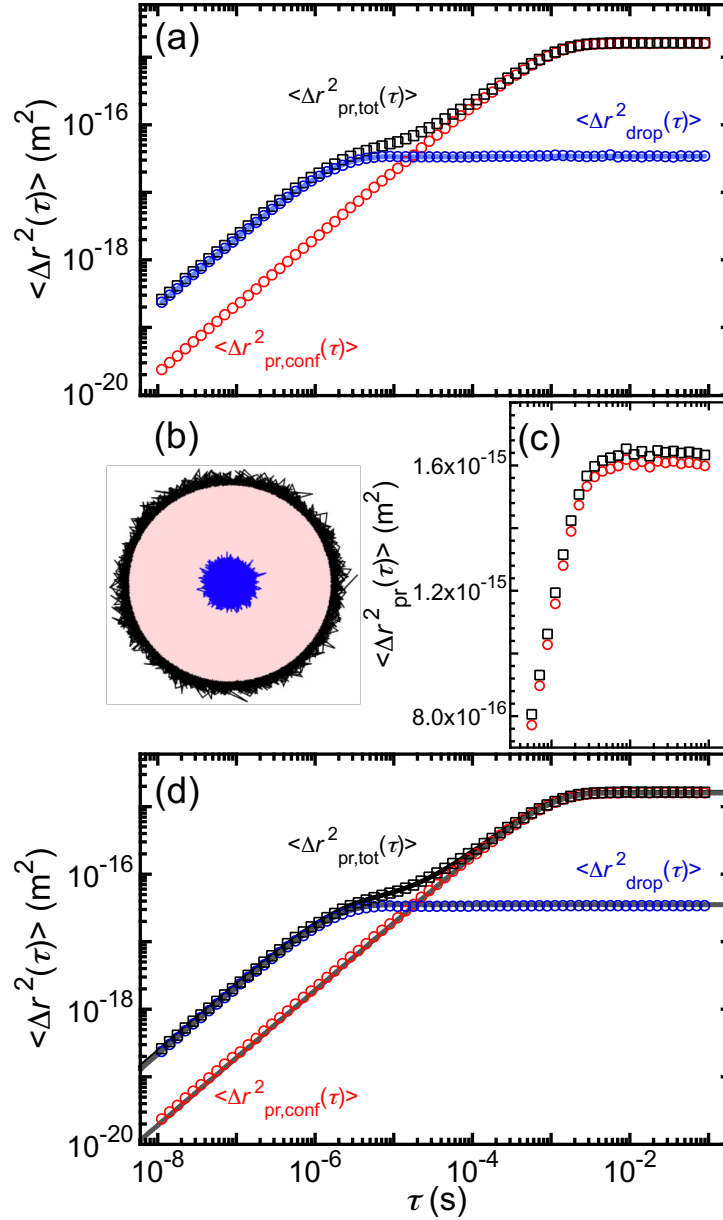 (a)
<Δr²pr,tot(τ)>
<Δr²drop(τ)>
<Δr²pr,conf(τ)>
<Δr²(τ)> (m²)
10⁻¹⁶
10⁻¹⁸
10⁻²⁰
(b)
(c)
<Δr²pr(τ)> (m²)
1.6x10⁻¹⁵
1.2x10⁻¹⁵
8.0x10⁻¹⁶
(d)
<Δr²pr,tot(τ)>
<Δr²drop(τ)>
<Δr²pr,conf(τ)>
<Δr²(τ)> (m²)
10⁻¹⁶
10⁻¹⁸
10⁻²⁰
10⁻⁸ 10⁻⁶ 10⁻⁴ 10⁻²
τ (s)